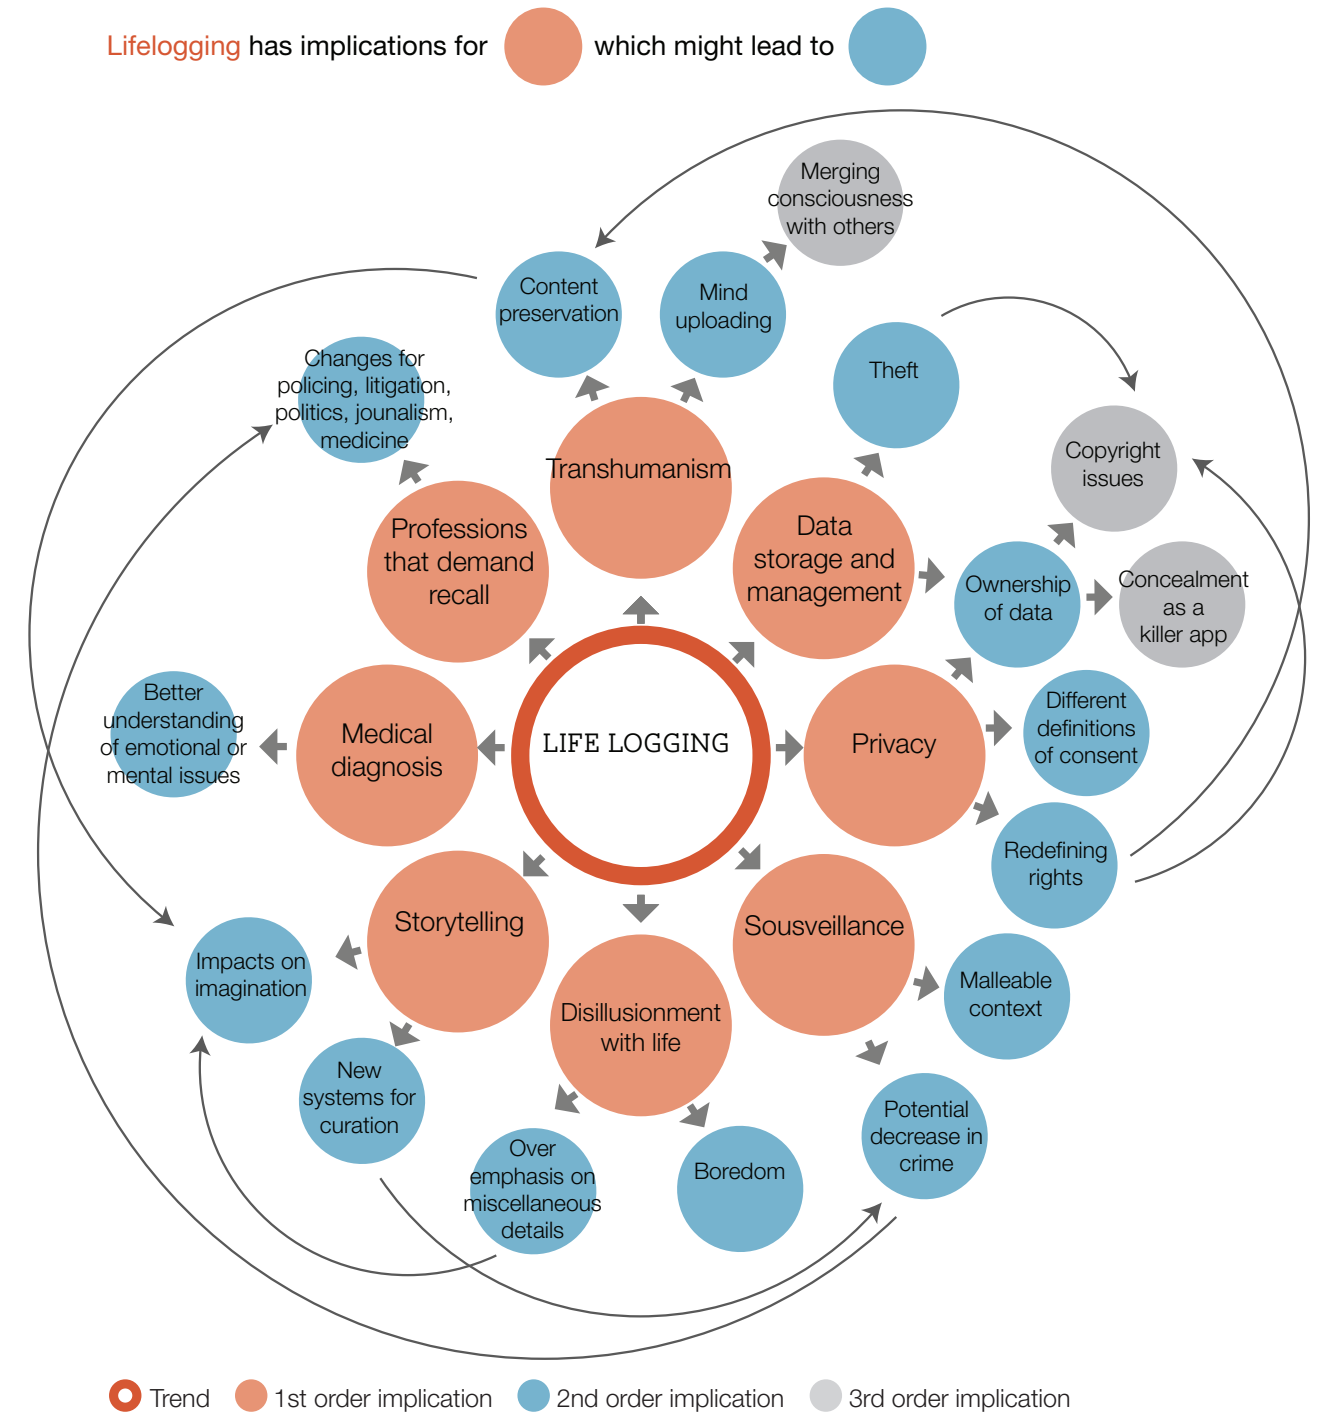 Lifelogging has implications for which might lead to
Merging
consciousness
with others
Content
preservation
Mind
uploading
Theft
Changes for
policing, litigation,
politics, jounalism,
medicine
Copyright
issues
Transhumanism
Professions
that demand
recall
Data
storage and
management
Ownership
of data
Concealment
as a
killer app
Better
understanding
of emotional or
mental issues
Medical
diagnosis
LIFE LOGGING
Privacy
Different
definitions
of consent
Redefining
rights
Storytelling
Sousveillance
Impacts on
imagination
Malleable
context
Disillusionment
with life
New
systems for
curation
Over
emphasis on
miscellaneous
details
Boredom
Potential
decrease in
crime
Trend 1st order implication 2nd order implication 3rd order implication